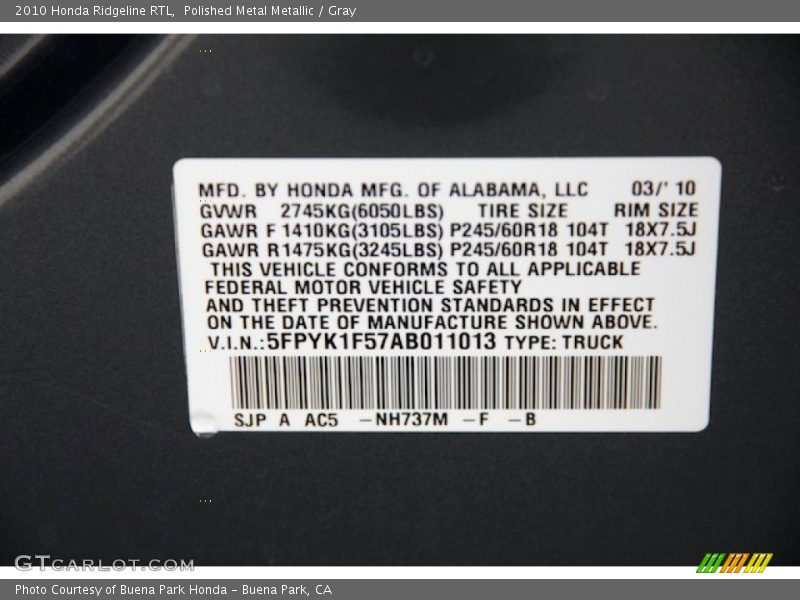 2010 Honda Ridgeline RTL, Polished Metal Metallic / Gray
MFD. BY HONDA MFG. OF ALABAMA, LLC 03/' 10
GVWR 2745KG(6050LBS) TIRE SIZE RIM SIZE
GAWR F 1410KG(3105LBS) P245/60R18 104T 18X7.5J
GAWR R1475KG(3245LBS) P245/60R18 104T 18X7.5J
THIS VEHICLE CONFORMS TO ALL APPLICABLE
FEDERAL MOTOR VEHICLE SAFETY
AND THEFT PREVENTION STANDARDS IN EFFECT
ON THE DATE OF MANUFACTURE SHOWN ABOVE.
V.I.N.:5FPYK1F57AB011013 TYPE: TRUCK
SJP A AC5 –NH737M –F –B
GTCARLOT.COM
Photo Courtesy of Buena Park Honda – Buena Park, CA